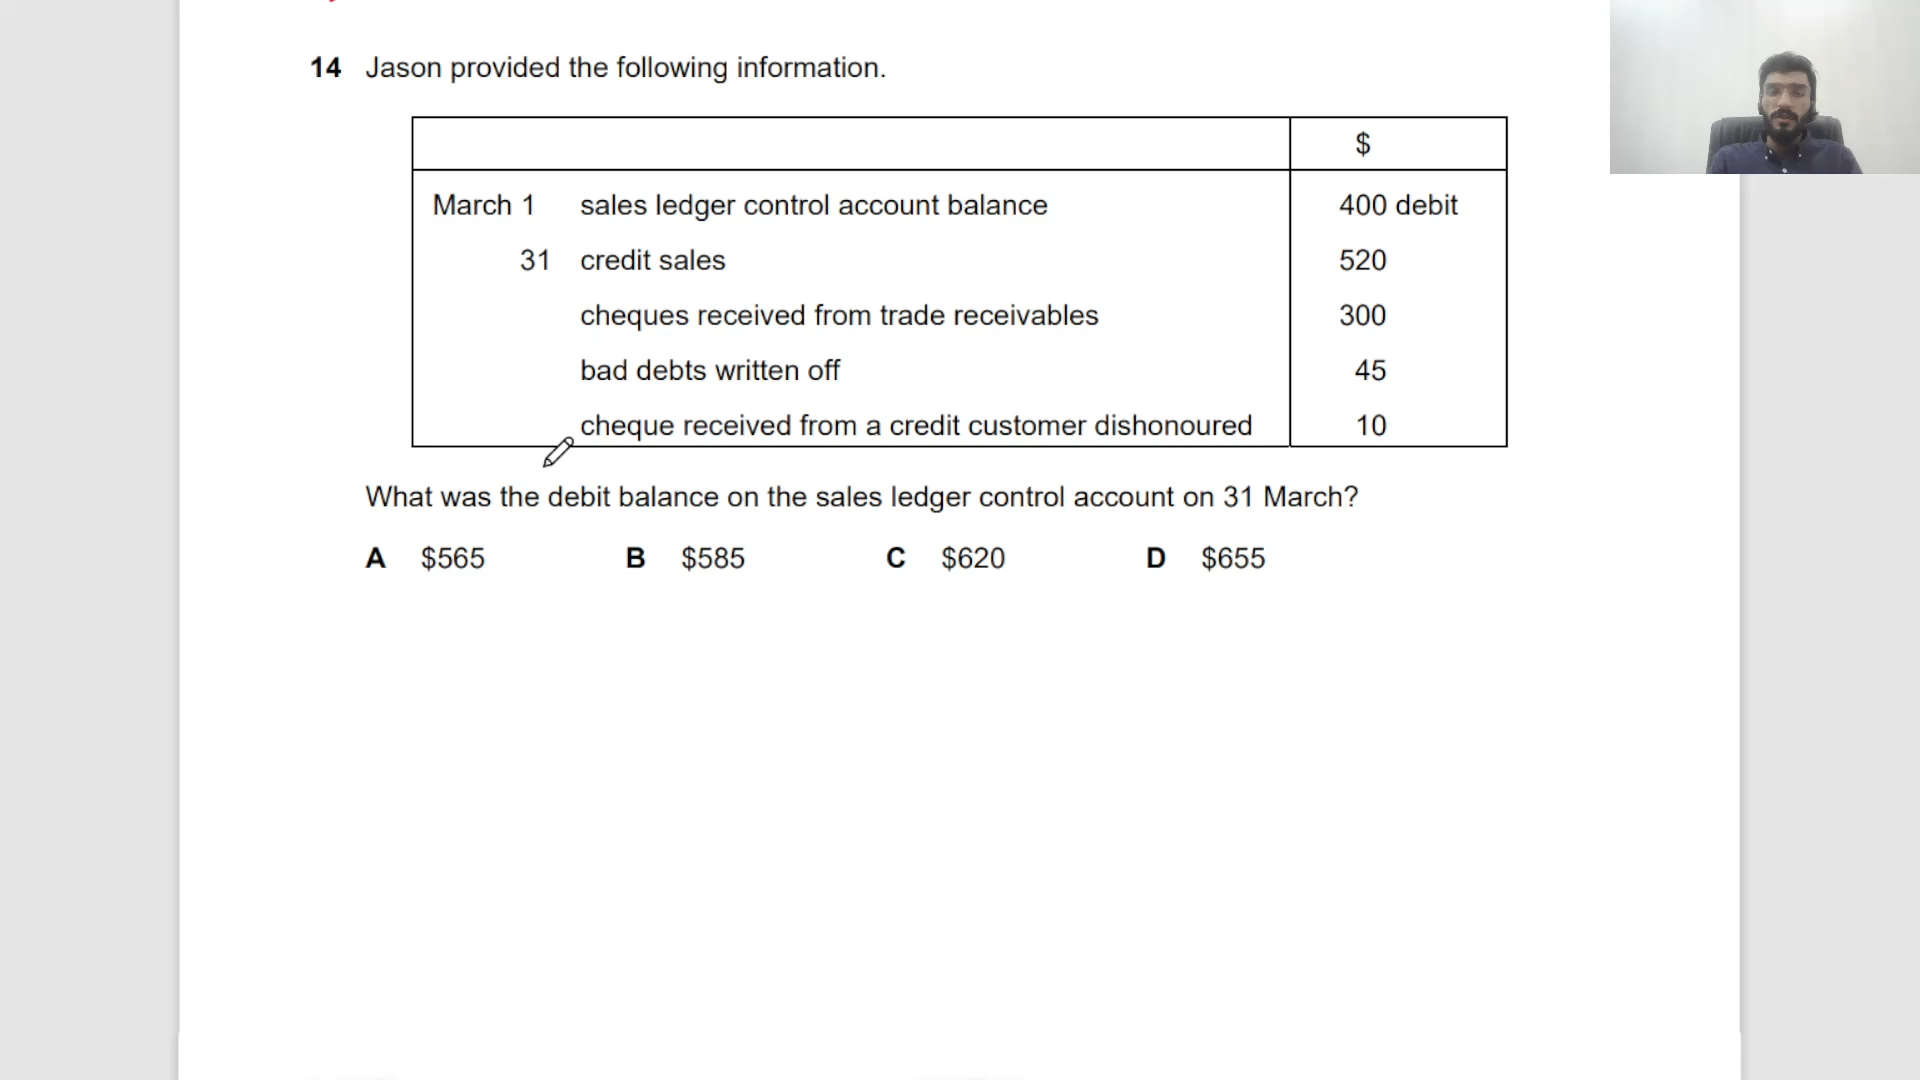 14 Jason provided the following information.
$
March 1 sales ledger control account balance 400 debit
31 credit sales 520
cheques received from trade receivables 300
bad debts written off 45
cheque received from a credit customer dishonoured 10
What was the debit balance on the sales ledger control account on 31 March?
A $565 B $585 C $620 D $655